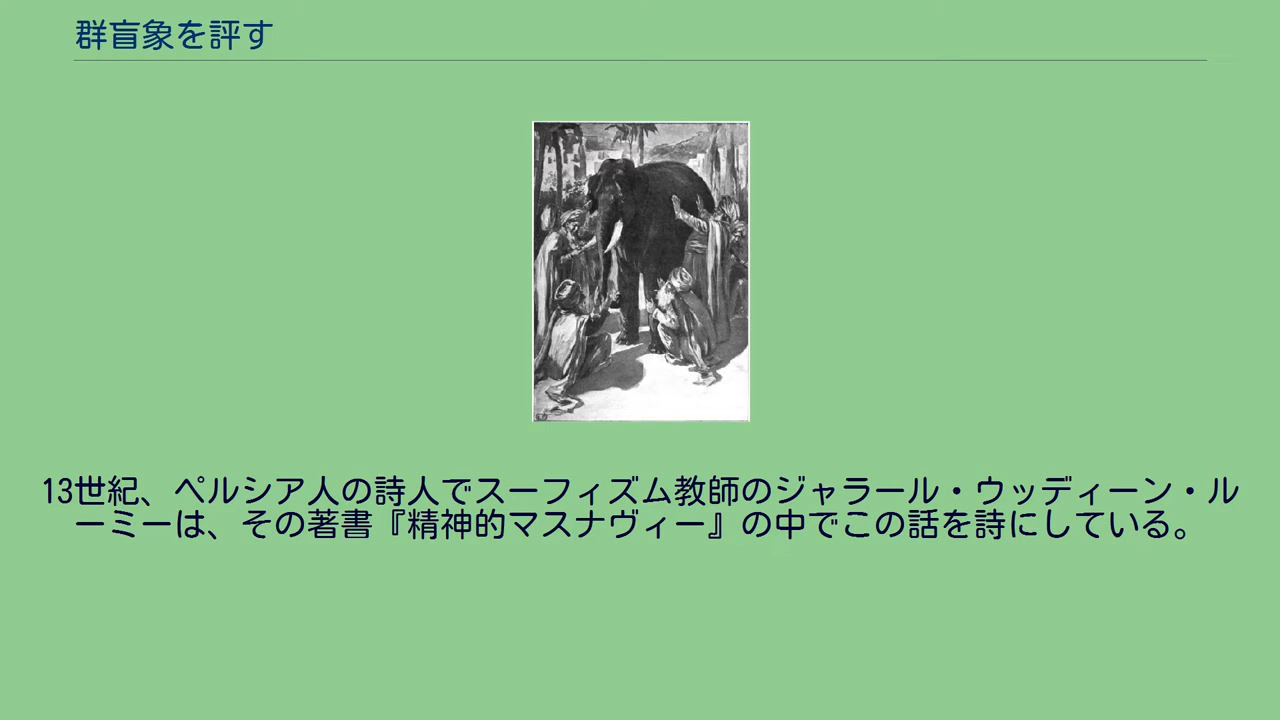 群盲象を評す
13世紀、ペルシア人の詩人でスーフィズム教師のジャラール・ウッディーン・ル
ーミーは、その著書『精神的マスナヴィー』の中でこの話を詩にしている。